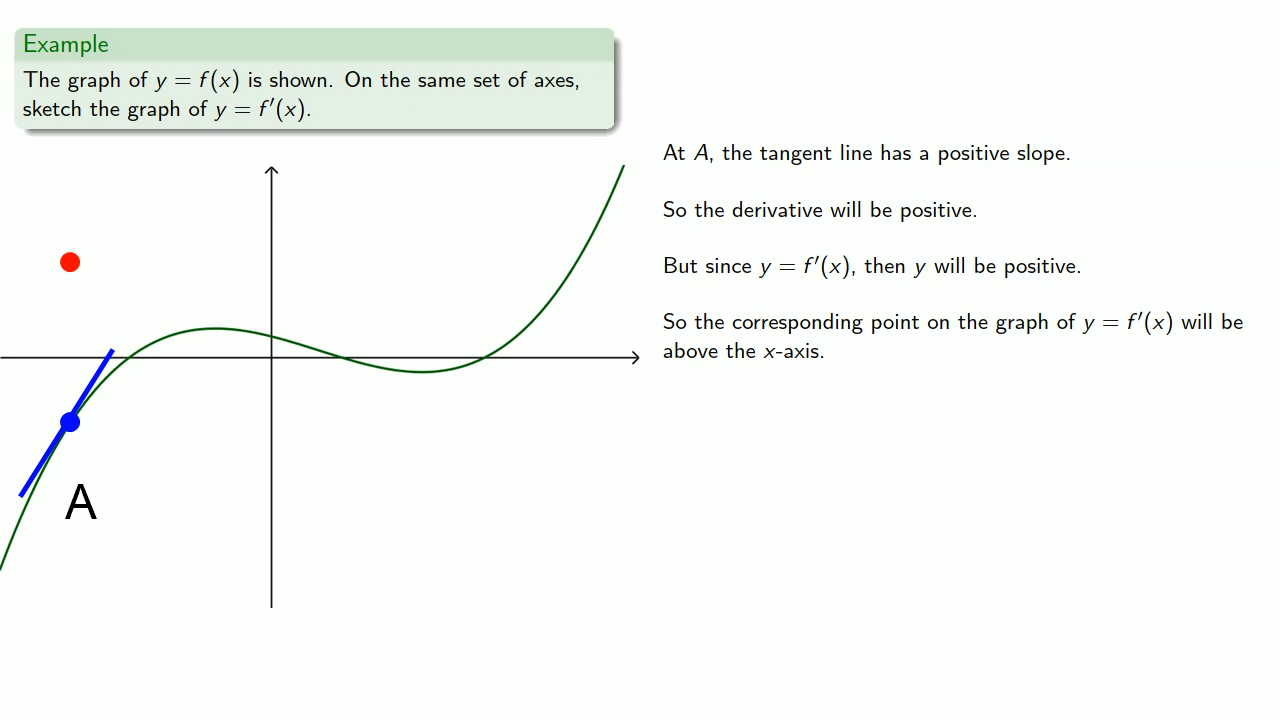 Example
The graph of y = f(x) is shown. On the same set of axes,
sketch the graph of y = f′(x).
At A, the tangent line has a positive slope.
So the derivative will be positive.
But since y = f′(x), then y will be positive.
So the corresponding point on the graph of y = f′(x) will be
above the x-axis.
A